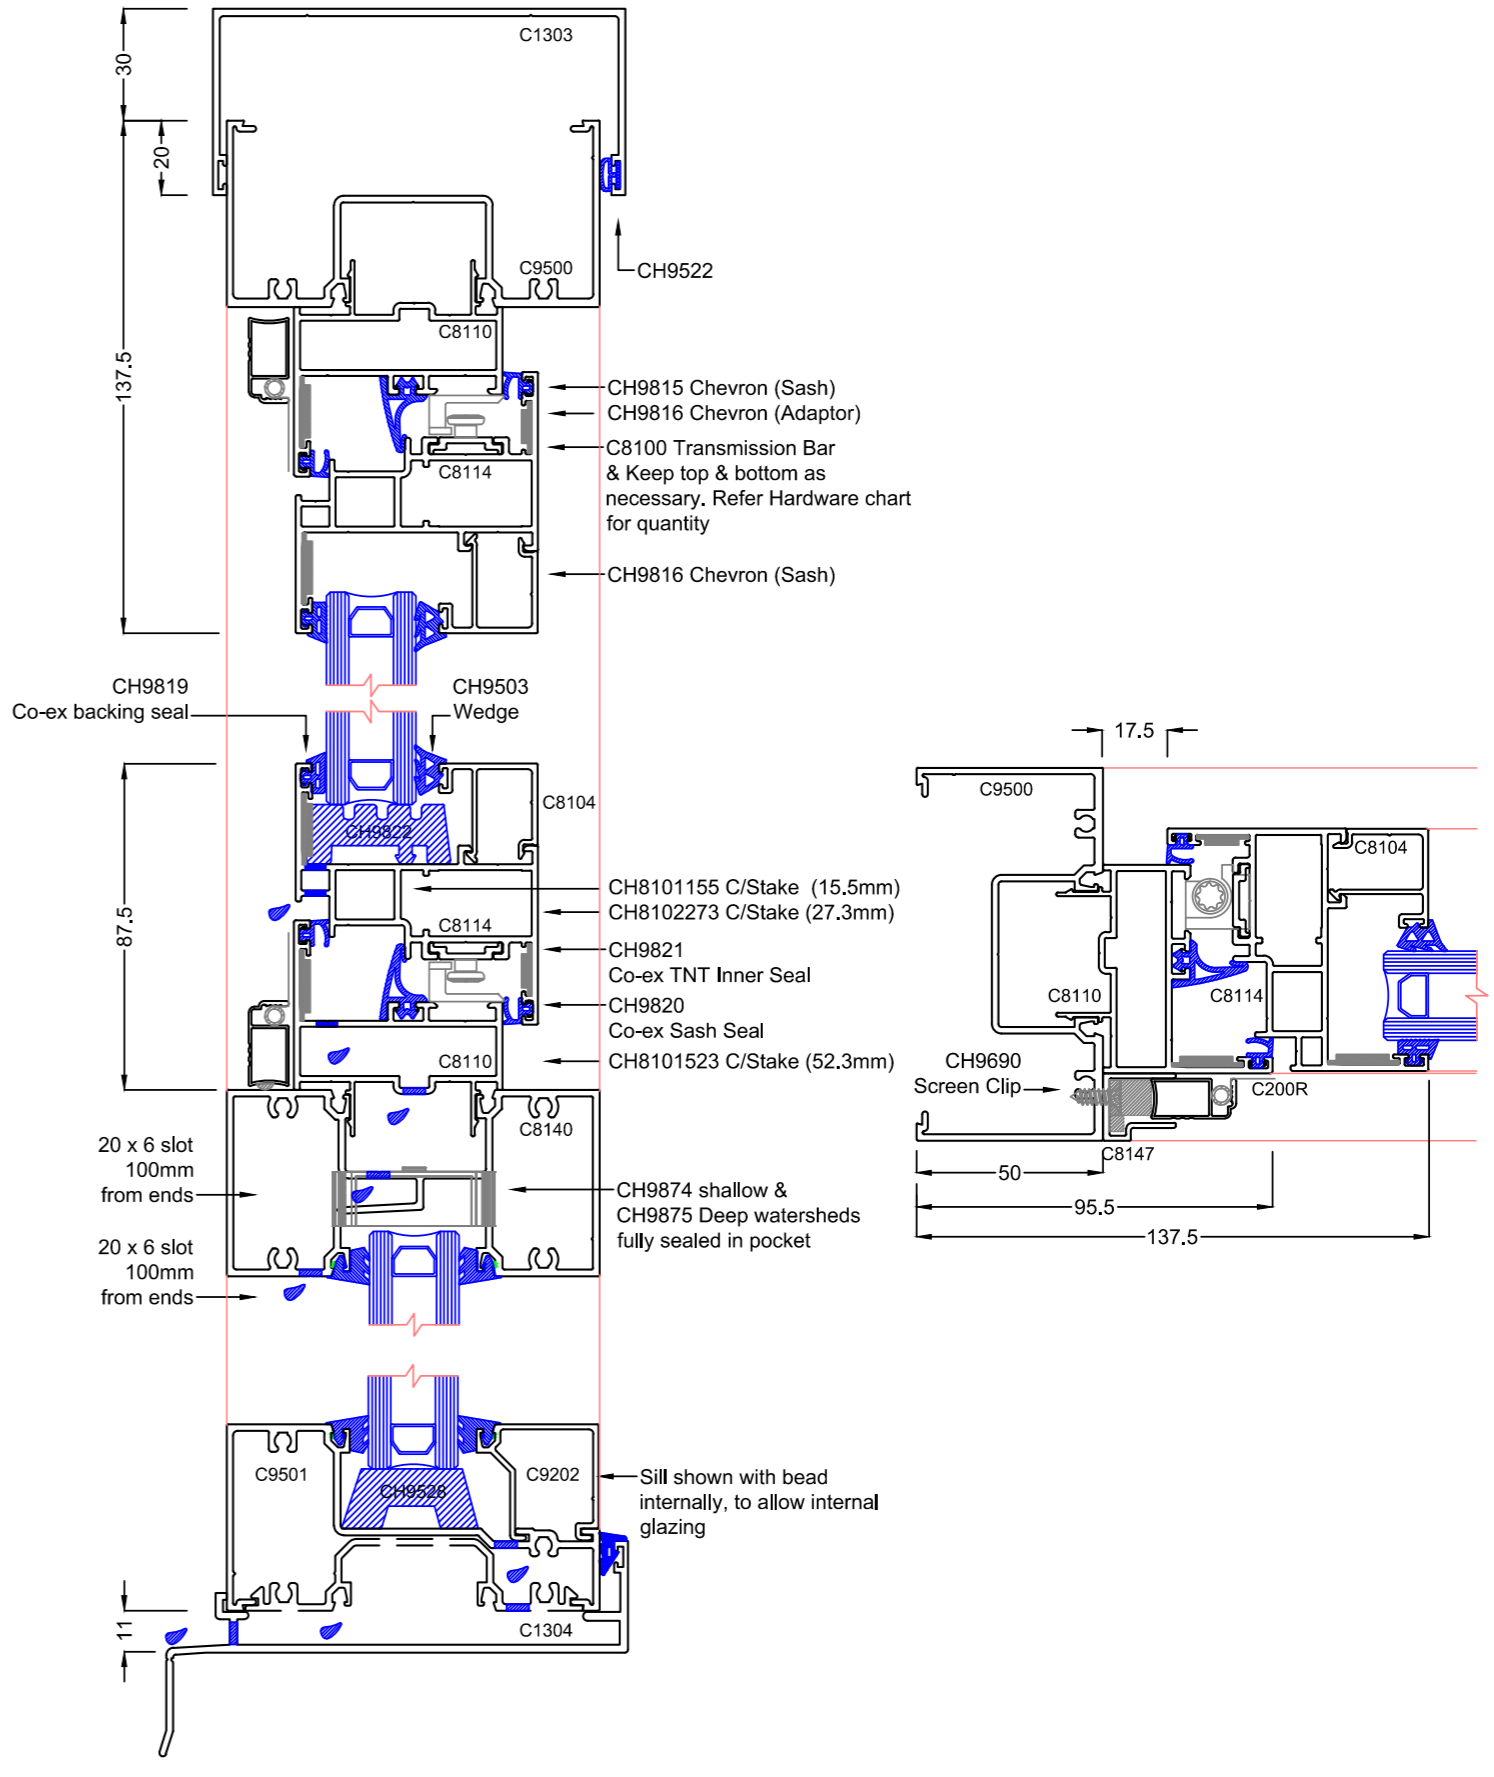 C1303
30
20
C9500
CH9522
C8110
137.5
CH9815 Chevron (Sash)
CH9816 Chevron (Adaptor)
C8100 Transmission Bar
& Keep top & bottom as
necessary. Refer Hardware chart
for quantity
C8114
CH9816 Chevron (Sash)
CH9819
Co-ex backing seal
CH9503
Wedge
C8104
CH9822
87.5
CH8101155 C/Stake (15.5mm)
CH8102273 C/Stake (27.3mm)
C8114
CH9821
Co-ex TNT Inner Seal
CH9820
Co-ex Sash Seal
C8110
CH8101523 C/Stake (52.3mm)
C8140
20 x 6 slot
100mm
from ends
CH9874 shallow &
CH9875 Deep watersheds
fully sealed in pocket
20 x 6 slot
100mm
from ends
C9501
C9202
CH9528
Sill shown with bead
internally, to allow internal
glazing
11
C1304
17.5
C9500
C8104
C8110
C8114
CH9690
Screen Clip
C200R
C8147
50
95.5
137.5